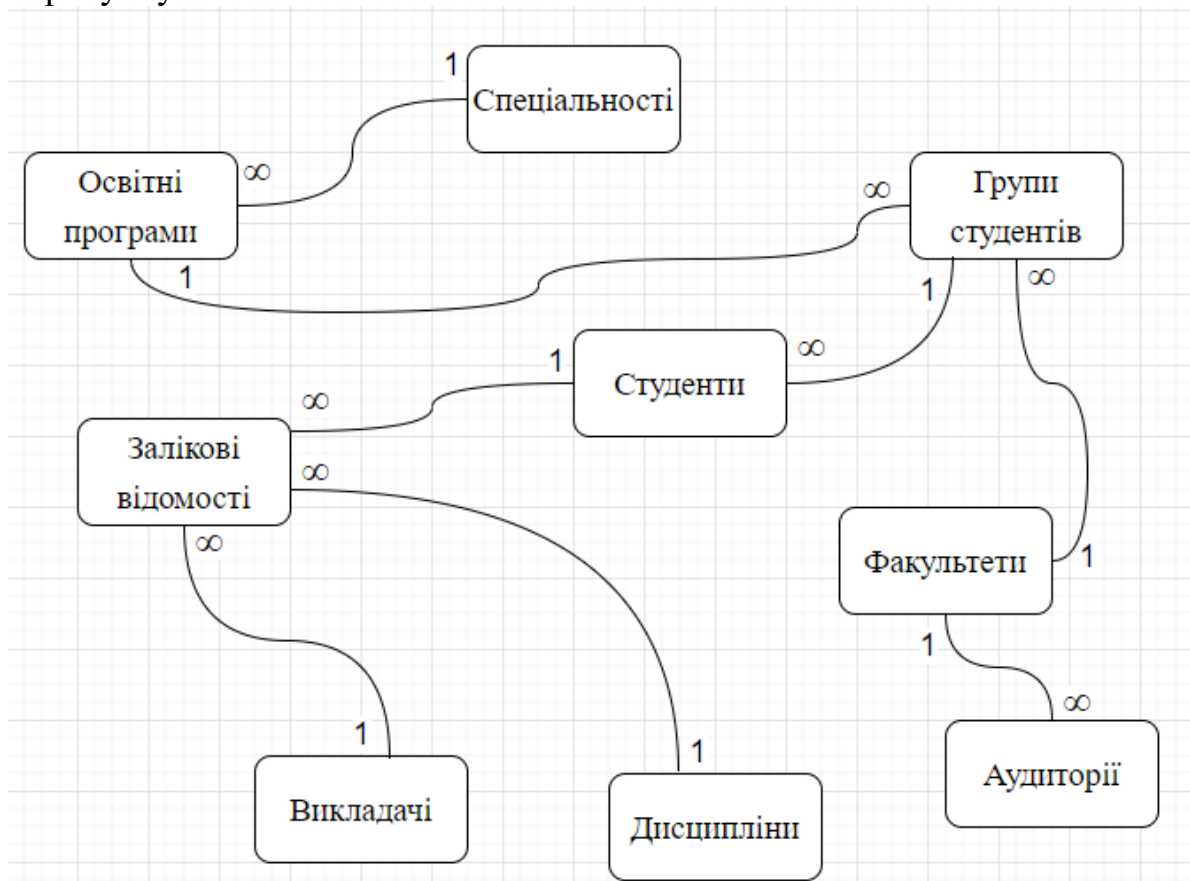 1
Спеціальності
∞
Освітні
програми
1
∞
Групи
студентів
1
∞
1
Студенти
∞
∞
Залікові
відомості
∞
∞
Факультети
1
1
∞
1
Викладачі
1
Дисципліни
Аудиторії